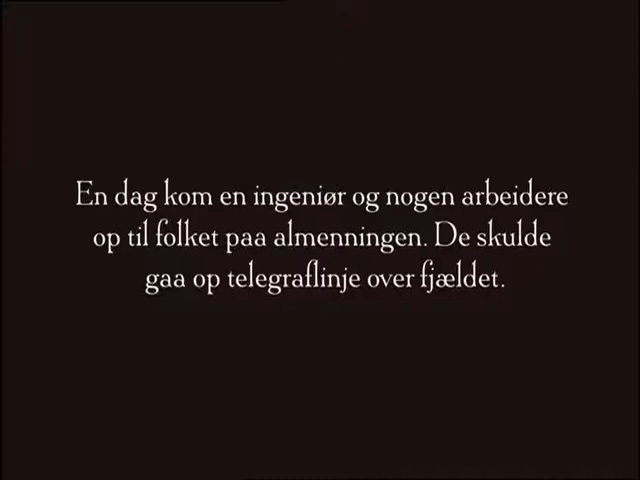 En dag kom en ingeniør og nogen arbeidere
op til folket paa almenningen. De skulde
gaa op telegraflinje over fjældet.